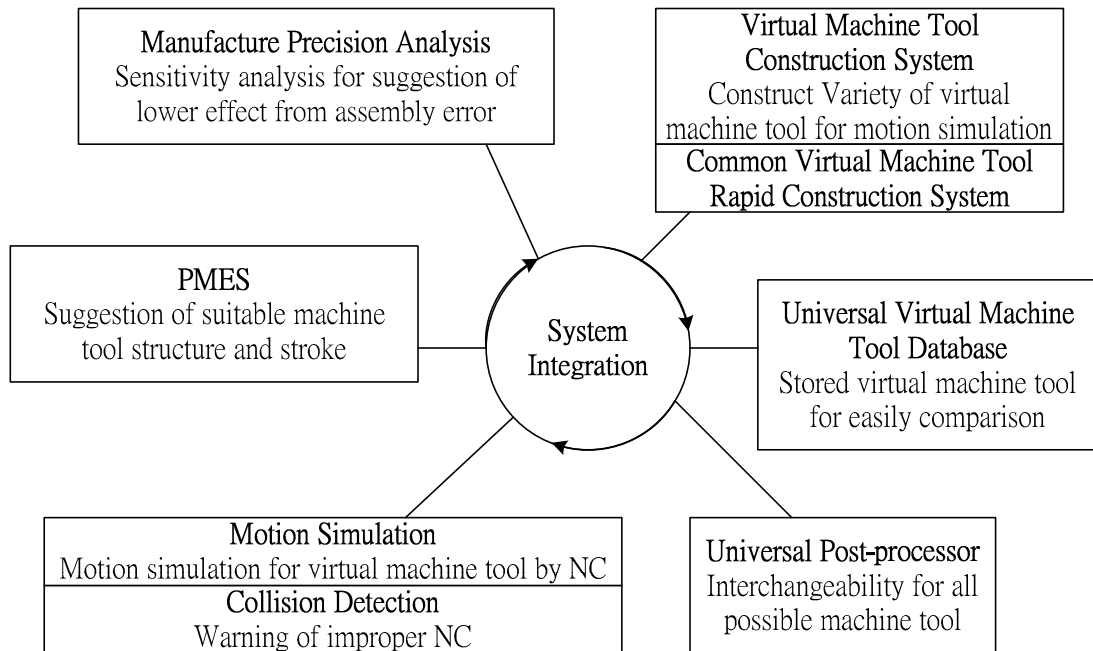 Manufacture Precision Analysis
Sensitivity analysis for suggestion of
lower effect from assembly error
Virtual Machine Tool
Construction System
Construct Variety of virtual
machine tool for motion simulation
Common Virtual Machine Tool
Rapid Construction System
PMES
Suggestion of suitable machine
tool structure and stroke
System
Integration
Universal Virtual Machine
Tool Database
Stored virtual machine tool
for easily comparison
Motion Simulation
Motion simulation for virtual machine tool by NC
Collision Detection
Warning of improper NC
Universal Post-processor
Interchangeability for all
possible machine tool